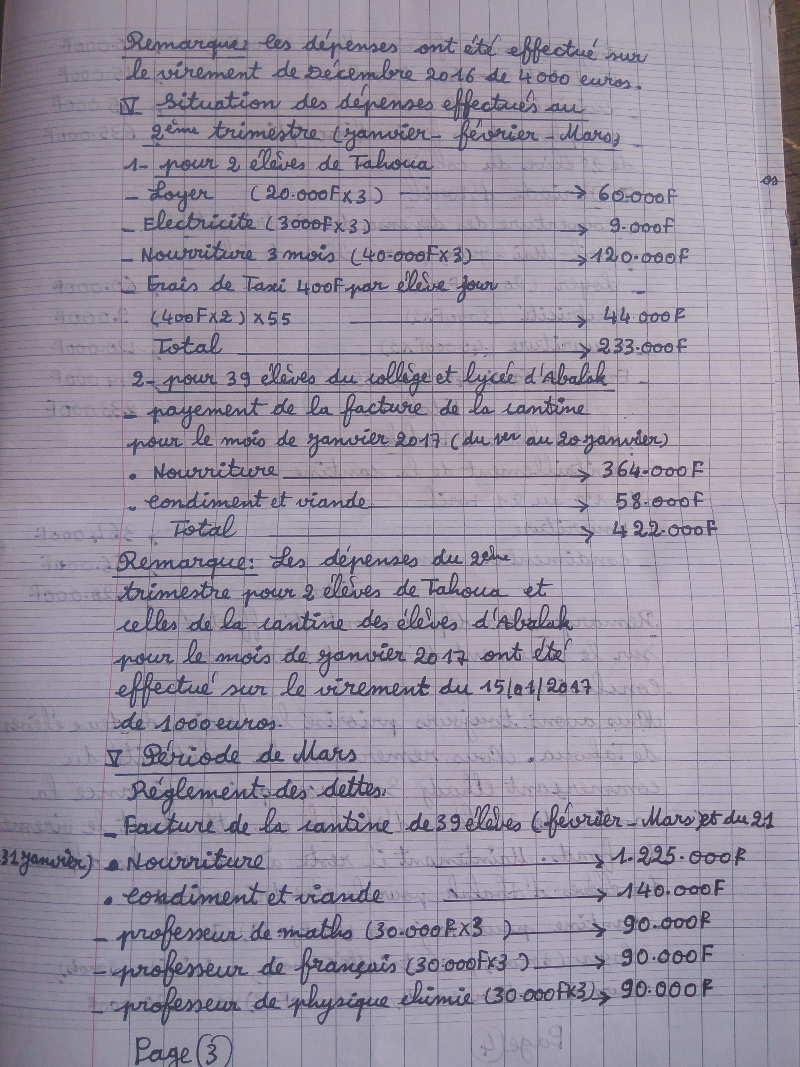 Remarque: les dépenses ont été effectué sur
le virement de Décembre 2016 de 4000 euros.
IV Situation des dépenses effectués au
2ème trimestre (janvier - février - Mars)
1- pour 2 élèves de Tahoua
- Loyer (20.000F x 3) → 60.000F
- Electricité (3000F x 3) → 9.000F
- Nourriture 3 mois (40.000F x 3) → 120.000F
- Frais de Taxi 400F par élève jour
(400F x 2) x 55 → 44.000F
Total → 233.000F
2- pour 39 élèves du collège et lycée d'Abalak
- payement de la facture de la cantine
pour le mois de janvier 2017 (du 1er au 20 janvier)
• Nourriture → 364.000F
• condiment et viande → 58.000F
Total → 422.000F
Remarque: Les dépenses du 2ème
trimestre pour 2 élèves de Tahoua et
celles de la cantine des élèves d'Abalak
pour le mois de janvier 2017 ont été
effectué sur le virement du 15/01/2017
de 1000 euros.
V Période de Mars
Réglement des dettes.
- Facture de la cantine de 39 élèves (février - Mars et du 21
31 janvier) • Nourriture → 1.225.000F
• condiment et viande → 140.000F
- professeur de maths (30.000F x 3) → 90.000F
- professeur de français (30.000F x 3) → 90.000F
- professeur de physique chimie (30.000F x 3) → 90.000F
Page (3)